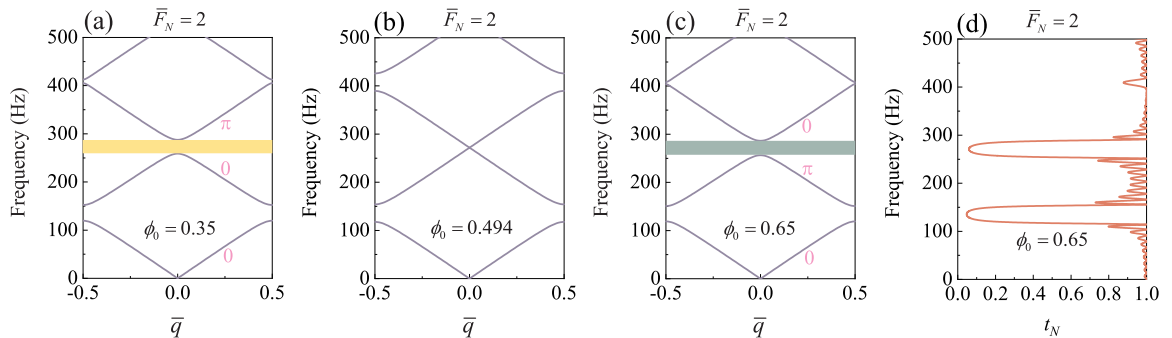 (a)
F̅_N = 2
500
400
300
200
100
0
Frequency (Hz)
π
0
ϕ₀ = 0.35
0
-0.5
0.0
0.5
q̅
(b)
F̅_N = 2
500
400
300
200
100
0
Frequency (Hz)
ϕ₀ = 0.494
-0.5
0.0
0.5
q̅
(c)
F̅_N = 2
500
400
300
200
100
0
Frequency (Hz)
0
π
ϕ₀ = 0.65
0
-0.5
0.0
0.5
q̅
(d)
F̅_N = 2
500
400
300
200
100
0
Frequency (Hz)
ϕ₀ = 0.65
0.0 0.2 0.4 0.6 0.8 1.0
t_N